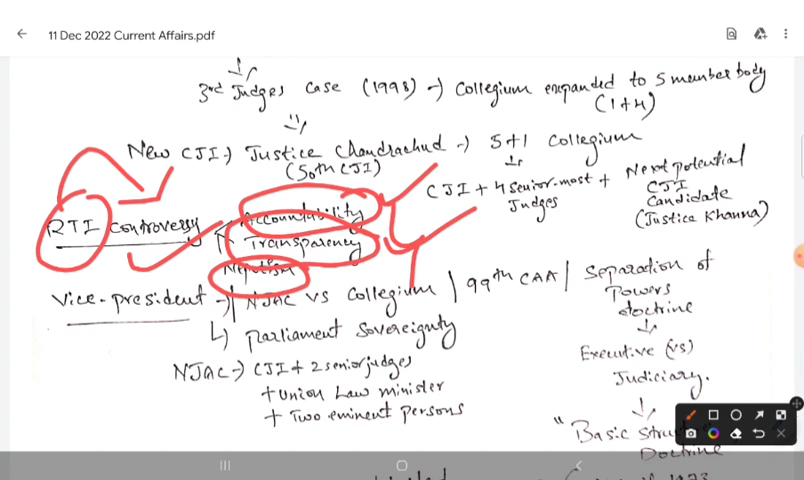 11 Dec 2022 Current Affairs.pdf
3rd Judges Case (1998) → Collegium expanded to 5 member body
(1+4)
New CJI → Justice Chandrachud → 5+1 Collegium
(50th CJI)
CJI + 4 senior-most + Next potential
Judges CJI
Candidate
(Justice Khanna)
RTI controversy Accountability
↑ Transparency
Nepotism
Vice-president → NJAC vs Collegium | 99th CAA | Separation of
Powers
doctrine
↳ Parliament Sovereignty
Executive (vs)
Judiciary.
NJAC → CJI + 2 senior judges
+ Union Law minister
+ Two eminent persons
"Basic
Doctrine